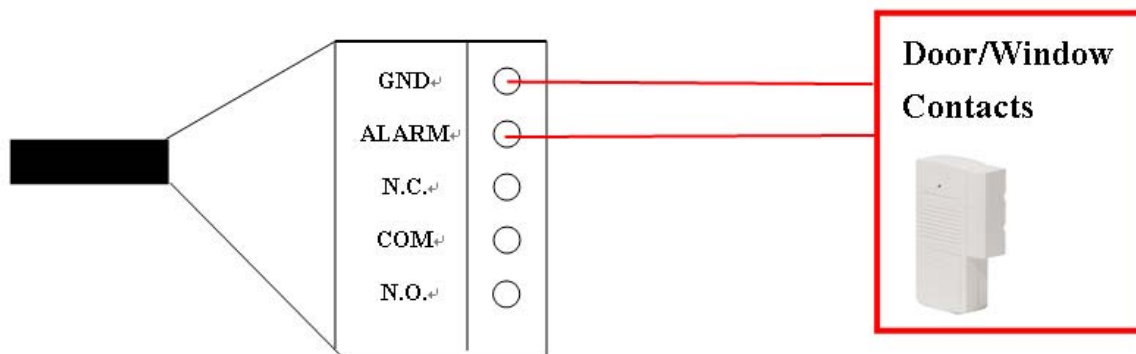 GND
ALARM
N.C.
COM
N.O.
Door/Window
Contacts